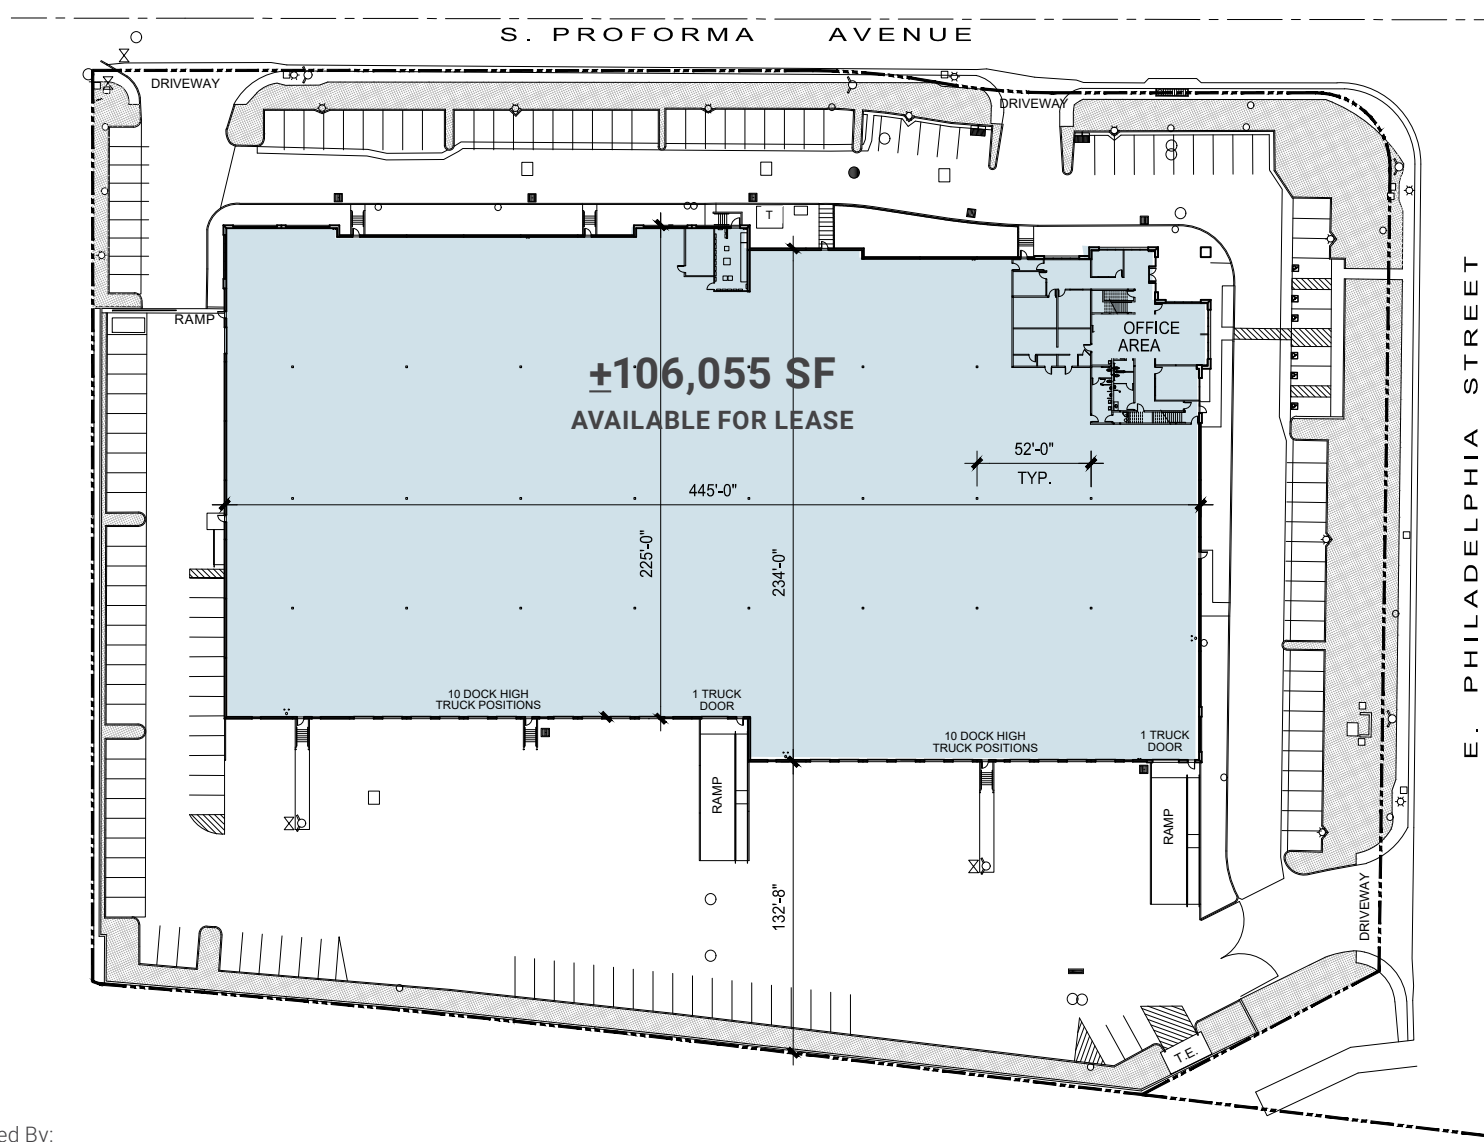 S. PROFORMA AVENUE
DRIVEWAY
DRIVEWAY
T
RAMP
OFFICE
AREA
±106,055 SF
AVAILABLE FOR LEASE
52'-0"
TYP.
445'-0"
225'-0"
234'-0"
E. PHILADELPHIA STREET
10 DOCK HIGH
TRUCK POSITIONS
1 TRUCK
DOOR
10 DOCK HIGH
TRUCK POSITIONS
1 TRUCK
DOOR
RAMP
RAMP
132'-8"
DRIVEWAY
T.E.
ed By: